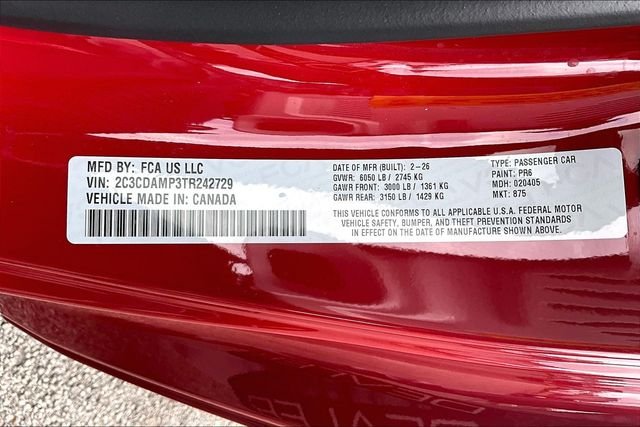 MFD BY: FCA US LLC
VIN: 2C3CDAMP3TR242729
VEHICLE MADE IN: CANADA
DATE OF MFR (BUILT): 2-26
GVWR: 6050 LB / 2745 KG
GAWR FRONT: 3000 LB / 1361 KG
GAWR REAR: 3150 LB / 1429 KG
TYPE: PASSENGER CAR
PAINT: PR6
MDH: 020405
MKT: 875
THIS VEHICLE CONFORMS TO ALL APPLICABLE U.S.A. FEDERAL MOTOR
VEHICLE SAFETY, BUMPER, AND THEFT PREVENTION STANDARDS
IN EFFECT ON THE DATE OF MANUFACTURE SHOWN ABOVE.